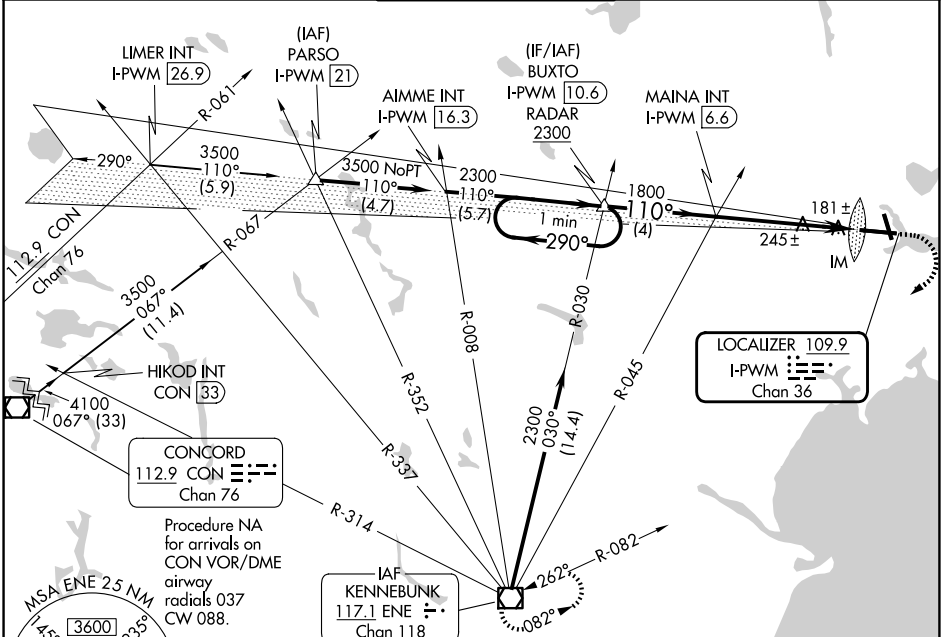 LIMER INT
I-PWM 26.9
(IAF)
PARSO
I-PWM 21
AIMME INT
I-PWM 16.3
(IF/IAF)
BUXTO
I-PWM 10.6
RADAR
2300
MAINA INT
I-PWM 6.6
R-061
290°
3500
110°
(5.9)
3500 NoPT
110°
(4.7)
2300
110°
(5.7)
1800
110°
(4)
181 ±
245 ±
IM
1 min
290°
112.9 CON
Chan 76
R-067
3500
067°
(11.4)
HIKOD INT
CON 33
4100
067° (33)
CONCORD
112.9 CON
Chan 76
R-337
R-352
R-008
R-030
R-045
2300
030°
(14.4)
LOCALIZER 109.9
I-PWM
Chan 36
R-314
Procedure NA
for arrivals on
CON VOR/DME
airway
radials 037
CW 088.
IAF
KENNEBUNK
117.1 ENE
Chan 118
262°
R-082
082°
MSA ENE 25 NM
3600